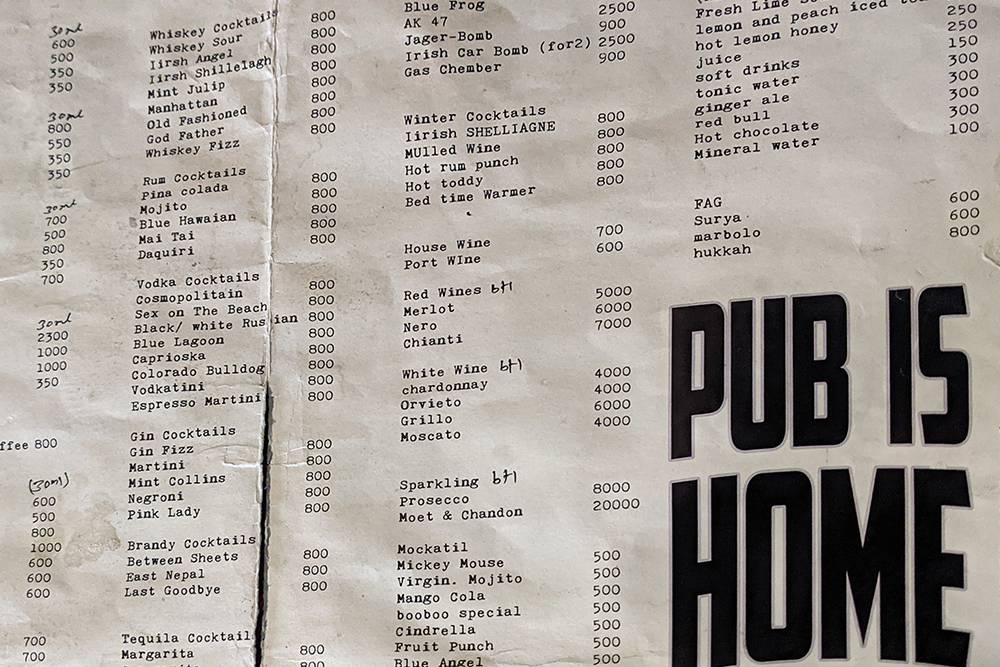 30ml
600
500
350
350
30ml
800
550
350
350
30ml
700
500
800
350
700
30ml
2300
1000
1000
350
ffee 800
(30ml)
600
500
800
1000
600
600
600
700
700
Whiskey Cocktails
Whiskey Sour 800
Iirsh Angel 800
Iirsh Shillelagh 800
Mint Julip 800
Manhattan 800
Old Fashioned 800
God Father 800
Whiskey Fizz 800
Rum Cocktails
Pina colada 800
Mojito 800
Blue Hawaian 800
Mai Tai 800
Daquiri 800
Vodka Cocktails
Cosmopolitain 800
Sex on The Beach 800
Black/ white Russian 800
Blue Lagoon 800
Caprioska 800
Colorado Bulldog 800
Vodkatini 800
Espresso Martini 800
Gin Cocktails
Gin Fizz 800
Martini 800
Mint Collins 800
Negroni 800
Pink Lady 800
Brandy Cocktails
Between Sheets 800
East Nepal 800
Last Goodbye 800
Tequila Cocktails
Margarita 800
800
Blue Frog
AK 47 2500
Jager-Bomb 900
Irish Car Bomb (for2) 2500
Gas Chember 900
Winter Cocktails
Iirish SHELLIAGNE 800
MUlled Wine 800
Hot rum punch 800
Hot toddy 800
Bed time Warmer 800
House Wine 700
Port WIne 600
Red Wines btl
Merlot 5000
Nero 6000
Chianti 7000
White Wine btl
chardonnay 4000
Orvieto 4000
Grillo 6000
Moscato 4000
Sparkling btl
Prosecco 8000
Moet & Chandon 20000
Mockatil
Mickey Mouse 500
Virgin. Mojito 500
Mango Cola 500
booboo special 500
Cindrella 500
Fruit Punch 500
Blue Angel 500
Fresh Lime
lemon and peach iced
hot lemon honey 250
juice 250
soft drinks 150
tonic water 300
ginger ale 300
red bull 300
Hot chocolate 300
Mineral water 100
FAG
Surya 600
marbolo 600
hukkah 800
PUB IS
HOME